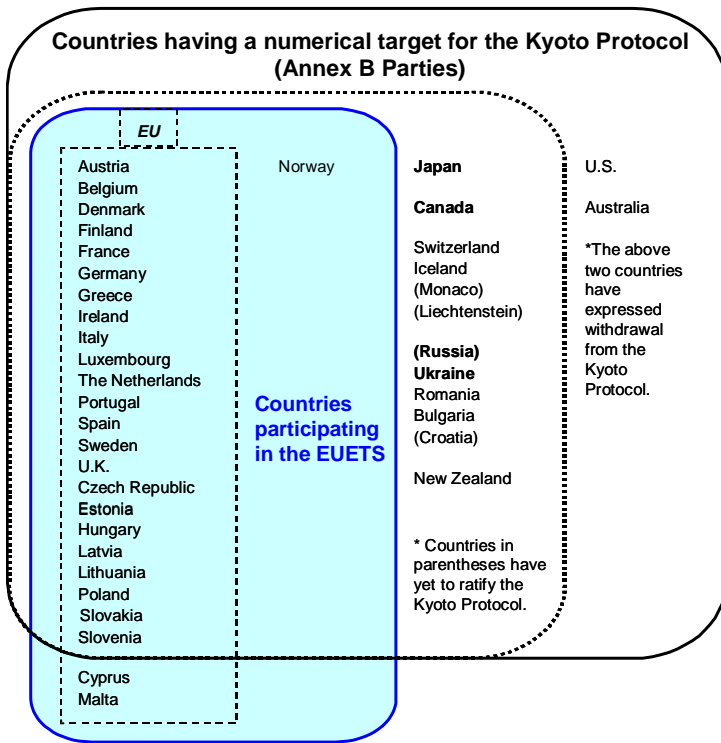 Countries having a numerical target for the Kyoto Protocol
(Annex B Parties)
EU
Austria
Belgium
Denmark
Finland
France
Germany
Greece
Ireland
Italy
Luxembourg
The Netherlands
Portugal
Spain
Sweden
U.K.
Czech Republic
Estonia
Hungary
Latvia
Lithuania
Poland
Slovakia
Slovenia
Cyprus
Malta
Norway
Countries
participating
in the EUETS
Japan
Canada
Switzerland
Iceland
(Monaco)
(Liechtenstein)
(Russia)
Ukraine
Romania
Bulgaria
(Croatia)
New Zealand
* Countries in
parentheses have
yet to ratify the
Kyoto Protocol.
U.S.
Australia
*The above
two countries
have
expressed
withdrawal
from the
Kyoto
Protocol.